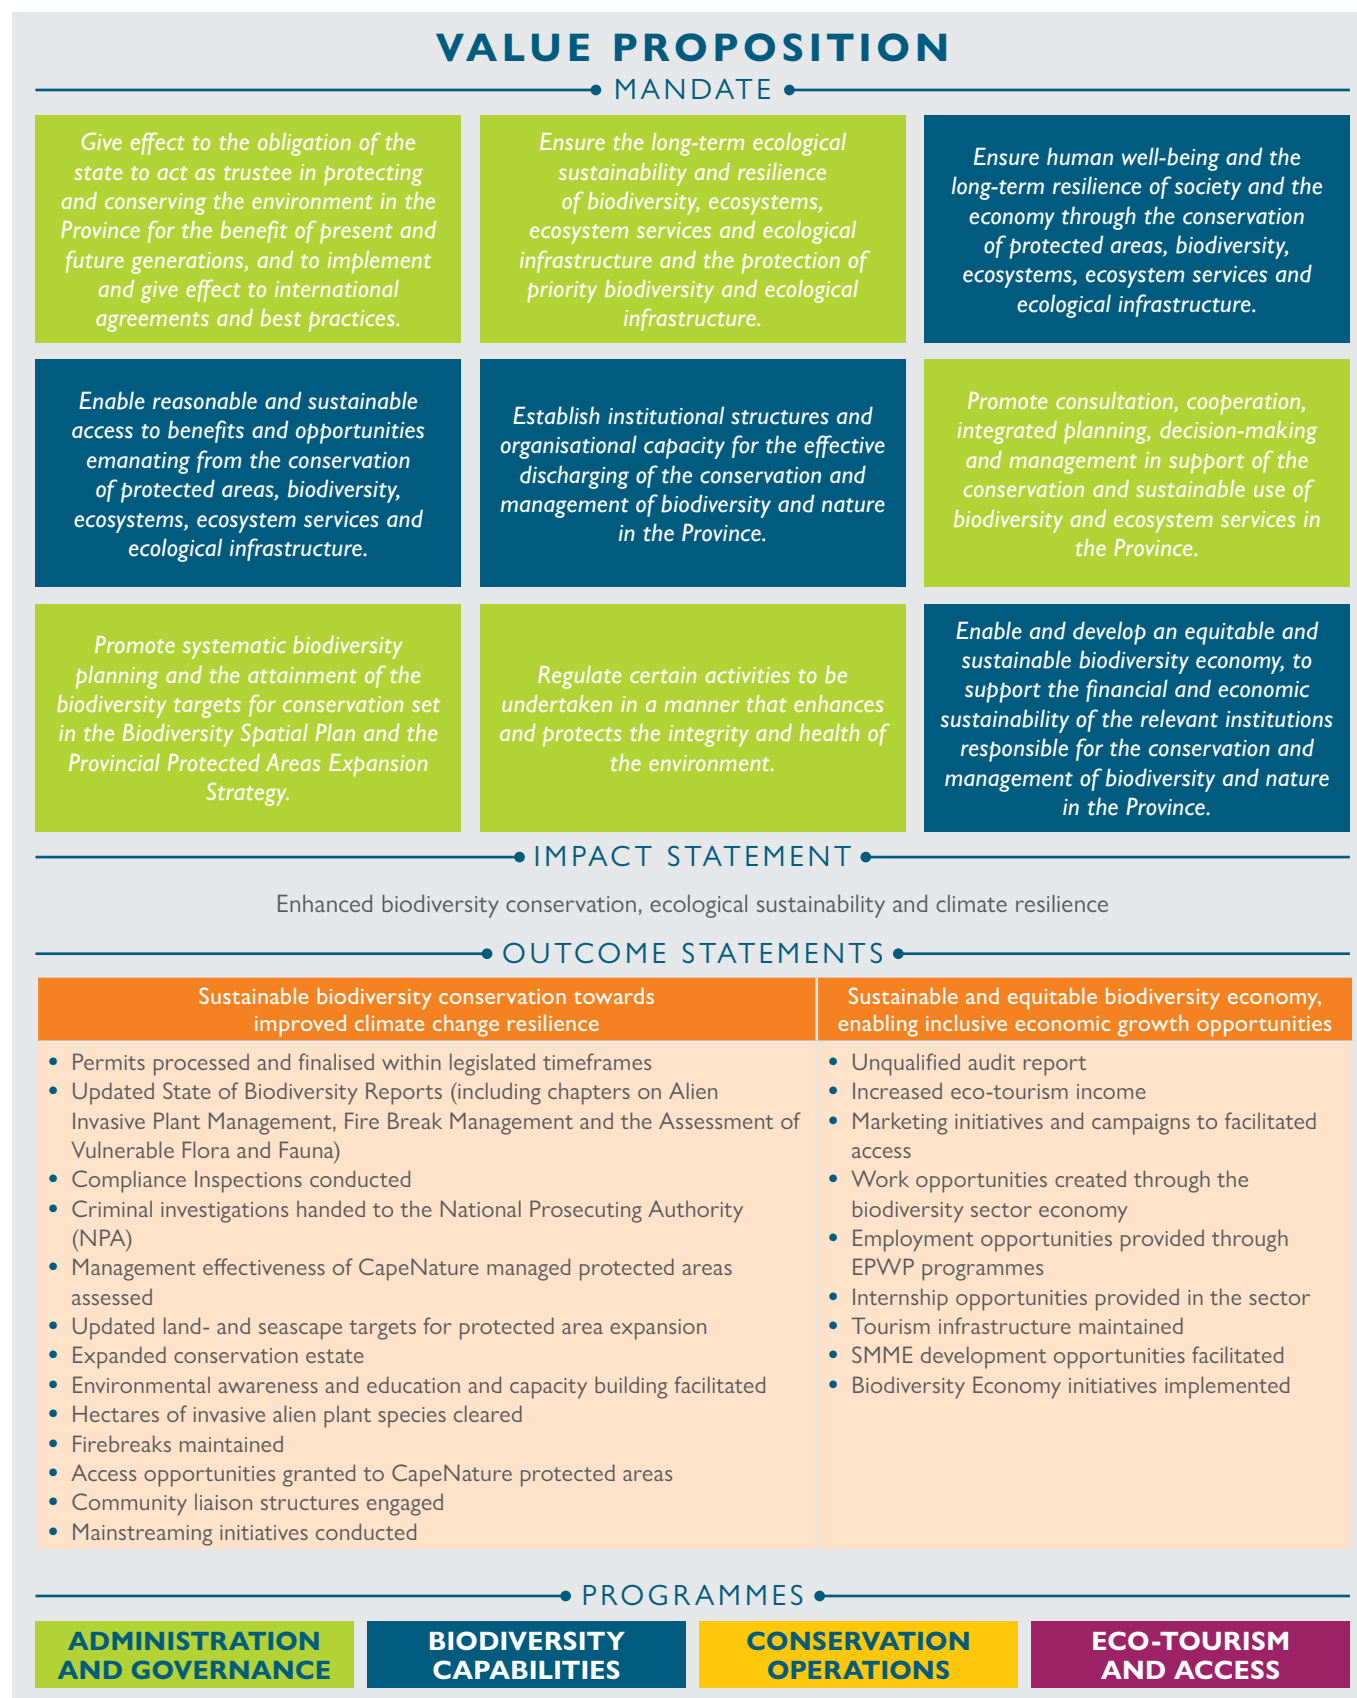 VALUE PROPOSITION
MANDATE
Give effect to the obligation of the
state to act as trustee in protecting
and conserving the environment in the
Province for the benefit of present and
future generations, and to implement
and give effect to international
agreements and best practices.
Ensure the long-term ecological
sustainability and resilience
of biodiversity, ecosystems,
ecosystem services and ecological
infrastructure and the protection of
priority biodiversity and ecological
infrastructure.
Ensure human well-being and the
long-term resilience of society and the
economy through the conservation
of protected areas, biodiversity,
ecosystems, ecosystem services and
ecological infrastructure.
Enable reasonable and sustainable
access to benefits and opportunities
emanating from the conservation
of protected areas, biodiversity,
ecosystems, ecosystem services and
ecological infrastructure.
Establish institutional structures and
organisational capacity for the effective
discharging of the conservation and
management of biodiversity and nature
in the Province.
Promote consultation, cooperation,
integrated planning, decision-making
and management in support of the
conservation and sustainable use of
biodiversity and ecosystem services in
the Province.
Promote systematic biodiversity
planning and the attainment of the
biodiversity targets for conservation set
in the Biodiversity Spatial Plan and the
Provincial Protected Areas Expansion
Strategy.
Regulate certain activities to be
undertaken in a manner that enhances
and protects the integrity and health of
the environment.
Enable and develop an equitable and
sustainable biodiversity economy, to
support the financial and economic
sustainability of the relevant institutions
responsible for the conservation and
management of biodiversity and nature
in the Province.
IMPACT STATEMENT
Enhanced biodiversity conservation, ecological sustainability and climate resilience
OUTCOME STATEMENTS
Sustainable biodiversity conservation towards
improved climate change resilience
• Permits processed and finalised within legislated timeframes
• Updated State of Biodiversity Reports (including chapters on Alien
Invasive Plant Management, Fire Break Management and the Assessment of
Vulnerable Flora and Fauna)
• Compliance Inspections conducted
• Criminal investigations handed to the National Prosecuting Authority
(NPA)
• Management effectiveness of CapeNature managed protected areas
assessed
• Updated land- and seascape targets for protected area expansion
• Expanded conservation estate
• Environmental awareness and education and capacity building facilitated
• Hectares of invasive alien plant species cleared
• Firebreaks maintained
• Access opportunities granted to CapeNature protected areas
• Community liaison structures engaged
• Mainstreaming initiatives conducted
Sustainable and equitable biodiversity economy,
enabling inclusive economic growth opportunities
• Unqualified audit report
• Increased eco-tourism income
• Marketing initiatives and campaigns to facilitated
access
• Work opportunities created through the
biodiversity sector economy
• Employment opportunities provided through
EPWP programmes
• Internship opportunities provided in the sector
• Tourism infrastructure maintained
• SMME development opportunities facilitated
• Biodiversity Economy initiatives implemented
PROGRAMMES
ADMINISTRATION
AND GOVERNANCE
BIODIVERSITY
CAPABILITIES
CONSERVATION
OPERATIONS
ECO-TOURISM
AND ACCESS